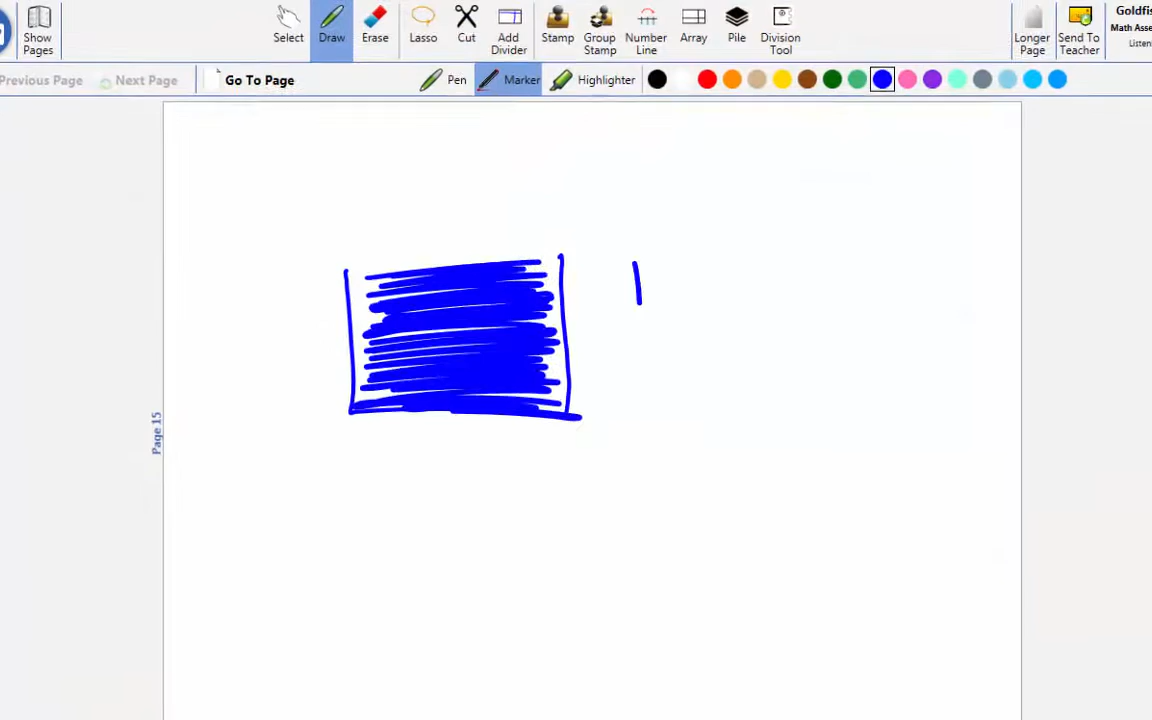 Show Pages
Select
Draw
Erase
Lasso
Cut
Add Divider
Stamp
Group Stamp
Number Line
Array
Pile
Division Tool
Longer Page
Send To Teacher
Goldfis
Math Asse
Listen
Previous Page
Next Page
Go To Page
Pen
Marker
Highlighter
Page 15